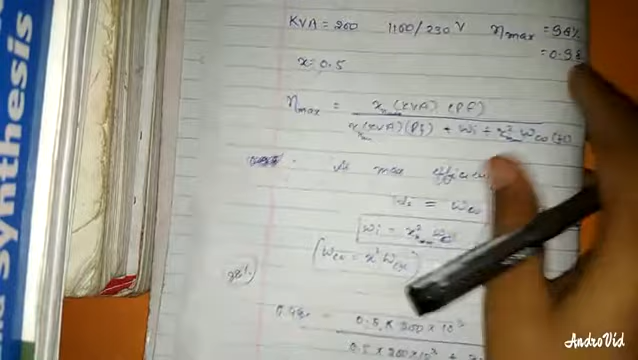 KVA = 200 1100/230 V ηmax = 98%
= 0.98
x = 0.5
ηmax = x (KVA) (Pf)
x (KVA) (Pf) + Wi + x² Wcu (fl)
At max
Wi = Wcu
Wi = x² Wcu
(Wcu = x² Wcu
= 0.5 × 200 × 10³
0.5 × 200 × 10³ +
synthesis
AndroVid